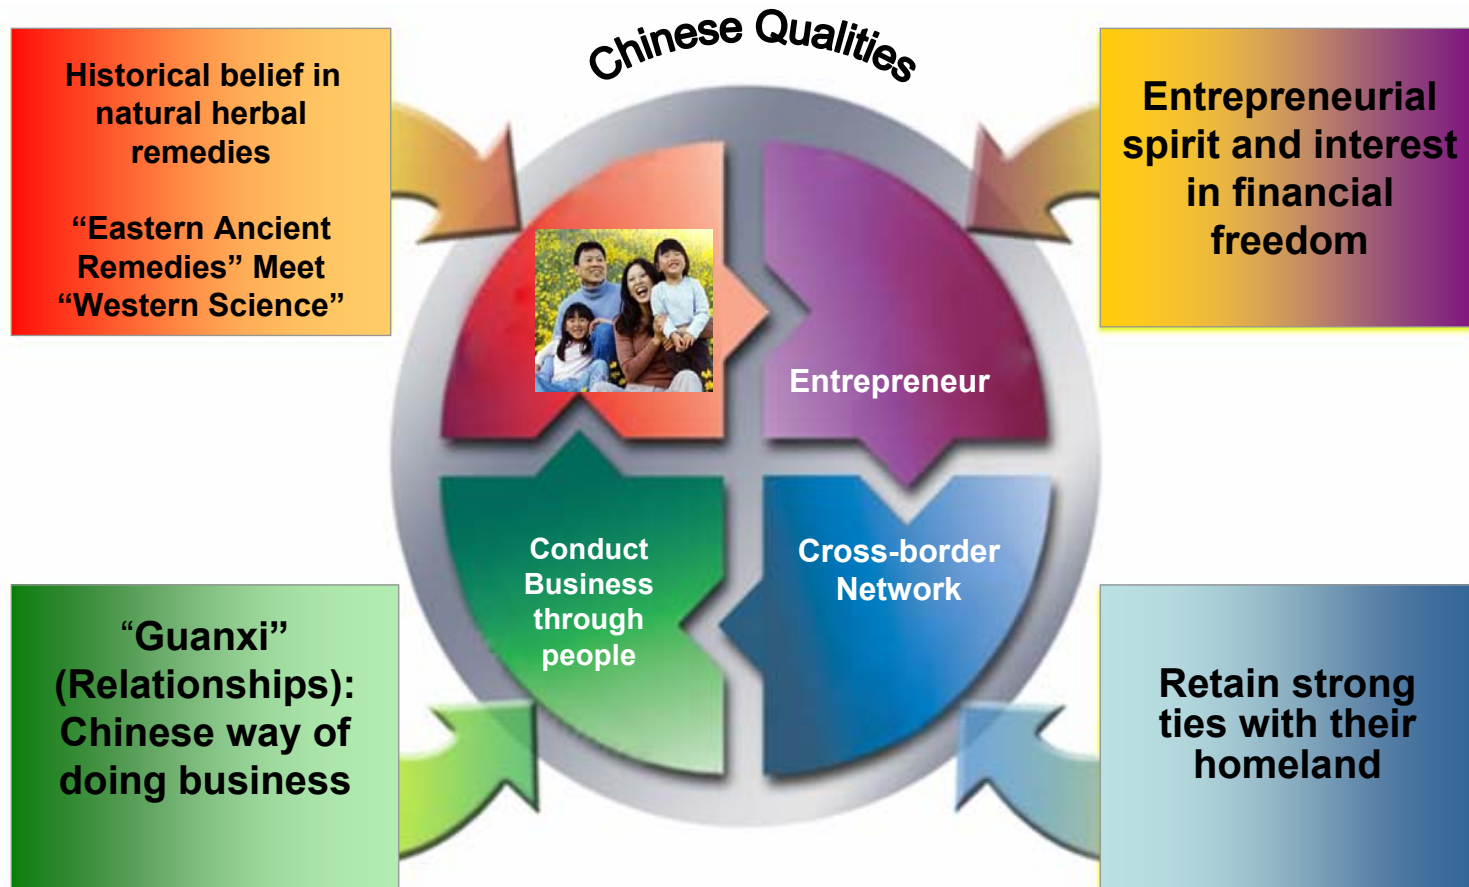 Chinese Qualities
Historical belief in
natural herbal
remedies
“Eastern Ancient
Remedies” Meet
“Western Science”
Entrepreneurial
spirit and interest
in financial
freedom
Entrepreneur
Conduct
Business
through
people
Cross-border
Network
“Guanxi”
(Relationships):
Chinese way of
doing business
Retain strong
ties with their
homeland